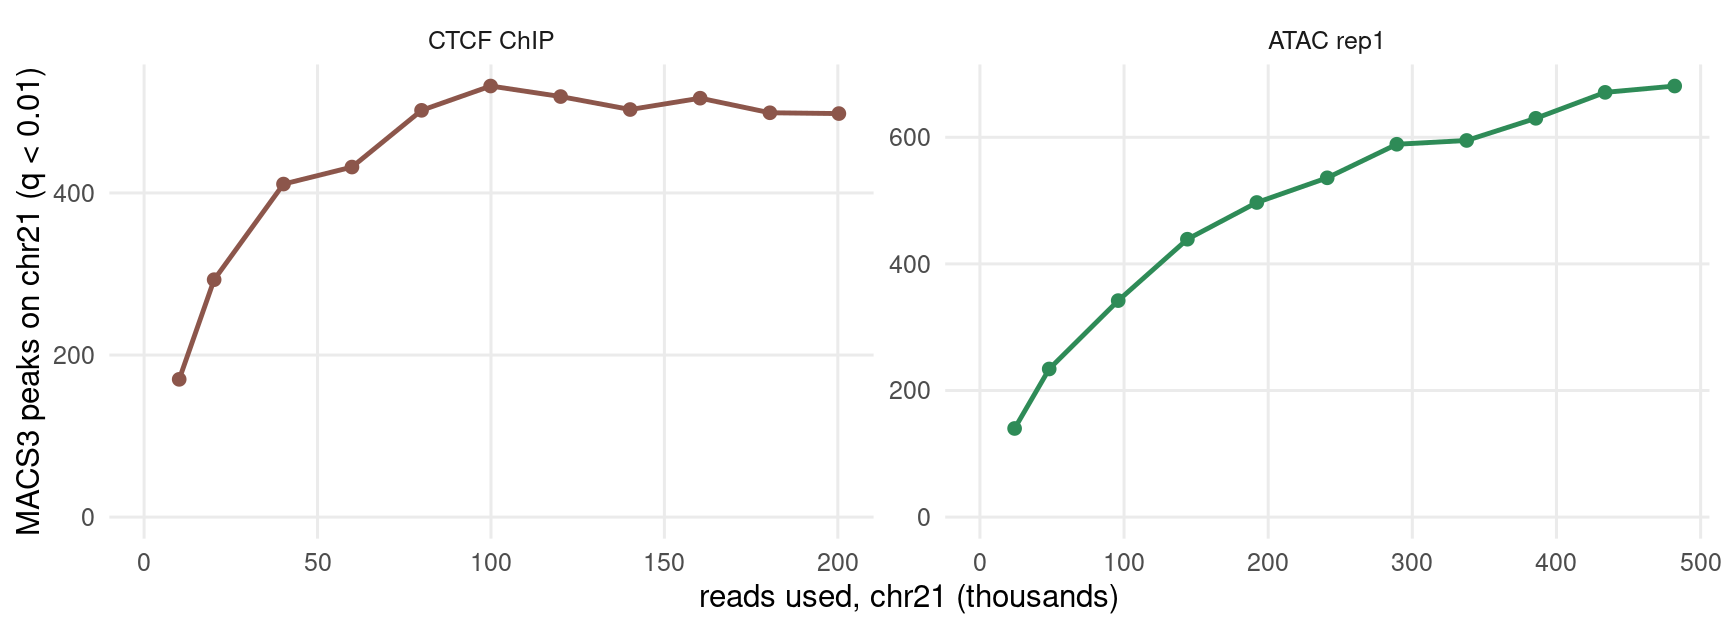 CTCF ChIP
ATAC rep1
MACS3 peaks on chr21 (q < 0.01)
400
200
0
600
400
200
0
0 50 100 150 200
0 100 200 300 400 500
reads used, chr21 (thousands)